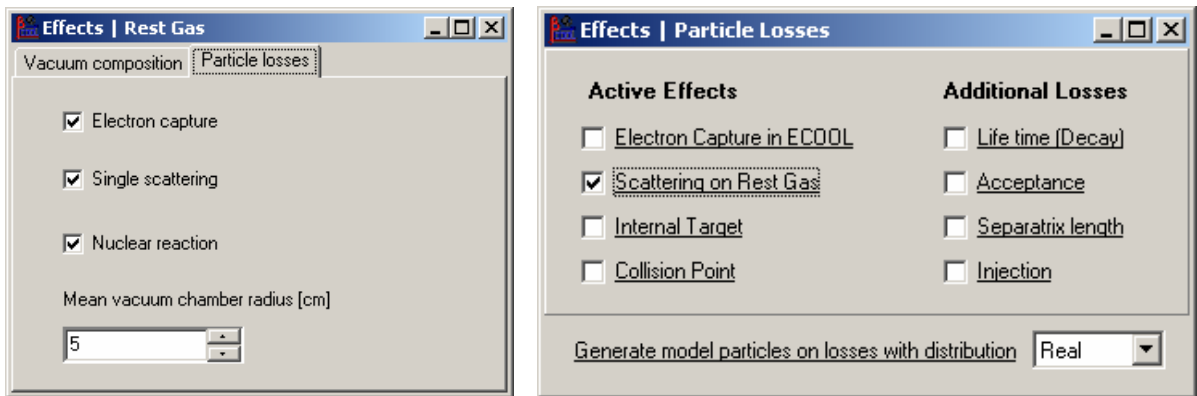 Effects | Rest Gas
Vacuum composition Particle losses
Electron capture
Single scattering
Nuclear reaction
Mean vacuum chamber radius [cm]
5
Effects | Particle Losses
Active Effects Additional Losses
Electron Capture in ECOOL Life time (Decay)
Scattering on Rest Gas Acceptance
Internal Target Separatrix length
Collision Point Injection
Generate model particles on losses with distribution Real